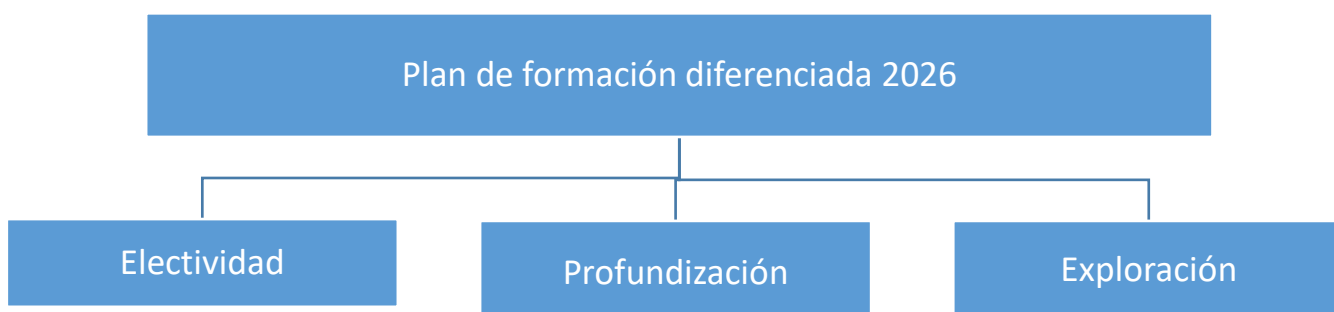 Plan de formación diferenciada 2026
Electividad
Profundización
Exploración